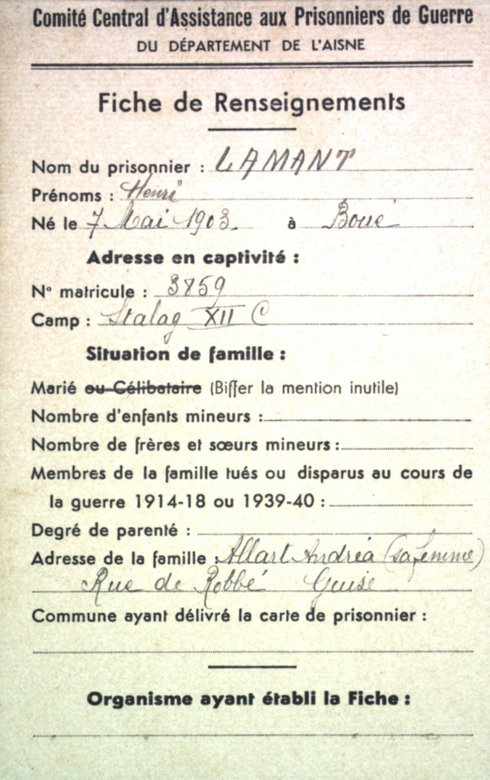 Comité Central d'Assistance aux Prisonniers de Guerre
DU DÉPARTEMENT DE L'AISNE
Fiche de Renseignements
Nom du prisonnier : LAMANT
Prénoms : Henri
Né le 7 Mai 1903. à Boué
Adresse en captivité :
N° matricule : 3859
Camp : Stalag XII C
Situation de famille :
Marié ou Célibataire (Biffer la mention inutile)
Nombre d'enfants mineurs :
Nombre de frères et sœurs mineurs :
Membres de la famille tués ou disparus au cours de
la guerre 1914-18 ou 1939-40 :
Degré de parenté :
Adresse de la famille : Allart Andréa (sa femme)
Rue de Robbé Guise
Commune ayant délivré la carte de prisonnier :
Organisme ayant établi la Fiche :